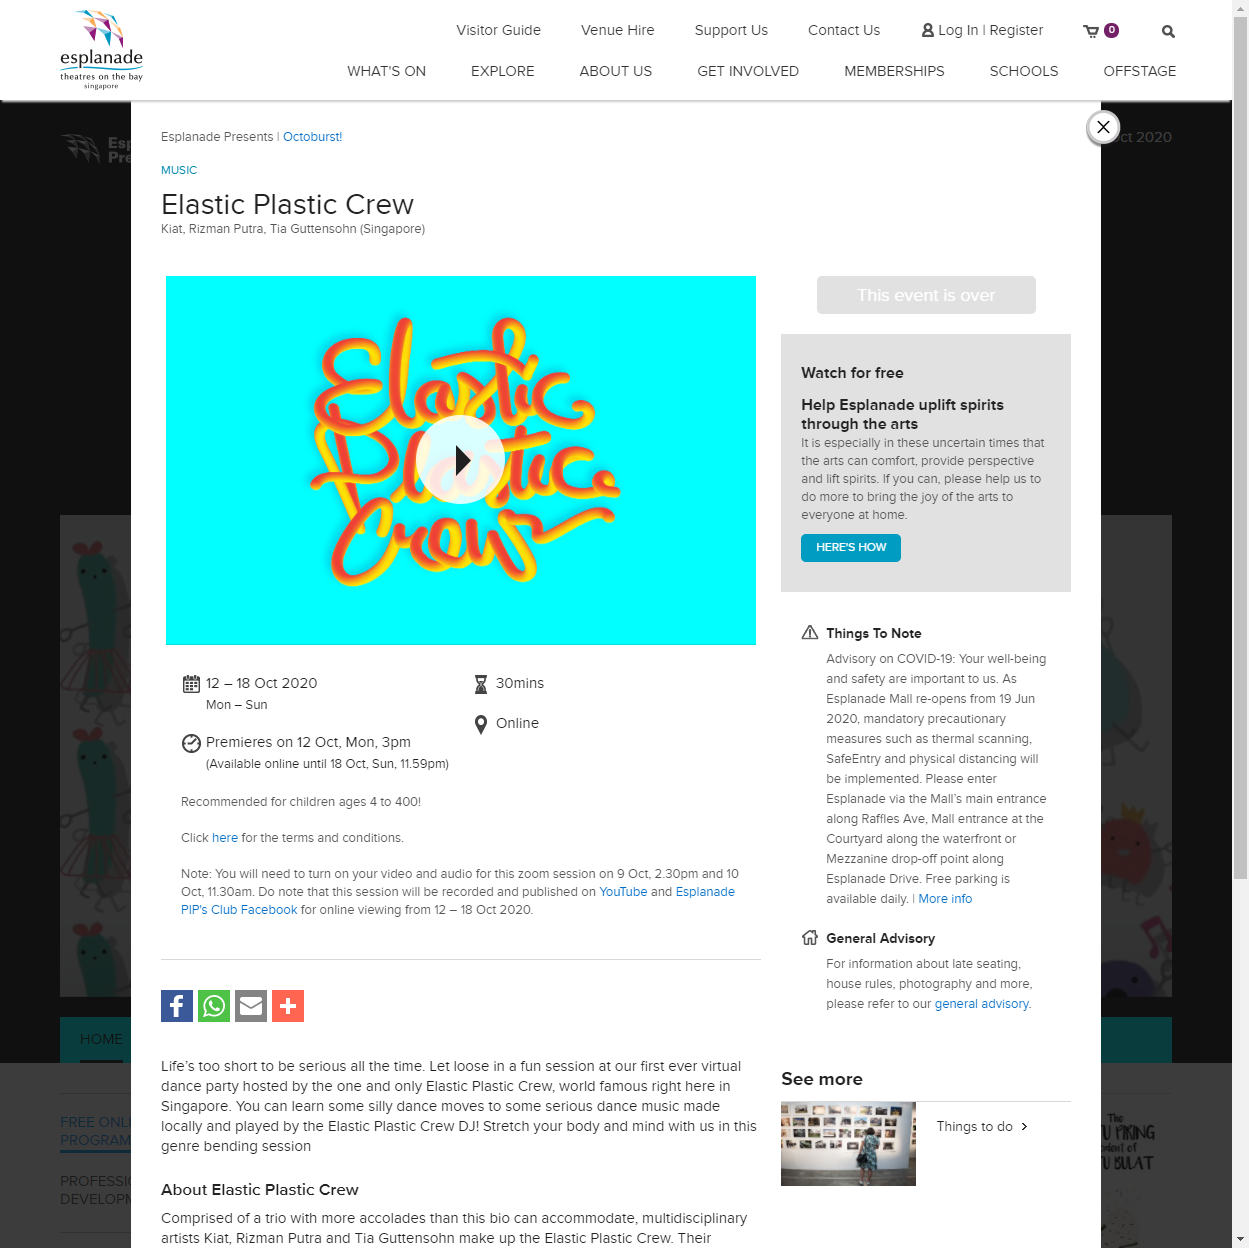 esplanade
theatres on the bay
singapore
Visitor Guide
Venue Hire
Support Us
Contact Us
Log In | Register
0
WHAT'S ON
EXPLORE
ABOUT US
GET INVOLVED
MEMBERSHIPS
SCHOOLS
OFFSTAGE
Esplanade Presents | Octoburst!
Oct 2020
MUSIC
Elastic Plastic Crew
Kiat, Rizman Putra, Tia Guttensohn (Singapore)
Elastic
Plastic
Crew
This event is over
Watch for free
Help Esplanade uplift spirits
through the arts
It is especially in these uncertain times that
the arts can comfort, provide perspective
and lift spirits. If you can, please help us to
do more to bring the joy of the arts to
everyone at home.
HERE'S HOW
12 – 18 Oct 2020
Mon – Sun
30mins
Online
Premieres on 12 Oct, Mon, 3pm
(Available online until 18 Oct, Sun, 11.59pm)
Recommended for children ages 4 to 400!
Click here for the terms and conditions.
Note: You will need to turn on your video and audio for this zoom session on 9 Oct, 2.30pm and 10
Oct, 11.30am. Do note that this session will be recorded and published on YouTube and Esplanade
PIP's Club Facebook for online viewing from 12 – 18 Oct 2020.
Things To Note
Advisory on COVID-19: Your well-being
and safety are important to us. As
Esplanade Mall re-opens from 19 Jun
2020, mandatory precautionary
measures such as thermal scanning,
SafeEntry and physical distancing will
be implemented. Please enter
Esplanade via the Mall's main entrance
along Raffles Ave, Mall entrance at the
Courtyard along the waterfront or
Mezzanine drop-off point along
Esplanade Drive. Free parking is
available daily. | More info
General Advisory
For information about late seating,
house rules, photography and more,
please refer to our general advisory.
HOME
Life's too short to be serious all the time. Let loose in a fun session at our first ever virtual
dance party hosted by the one and only Elastic Plastic Crew, world famous right here in
Singapore. You can learn some silly dance moves to some serious dance music made
locally and played by the Elastic Plastic Crew DJ! Stretch your body and mind with us in this
genre bending session
See more
Things to do
FREE ONLI
PROGRAM
PROFESSIO
DEVELOPM
The
U PIKING
dent of
U BULAT
About Elastic Plastic Crew
Comprised of a trio with more accolades than this bio can accommodate, multidisciplinary
artists Kiat, Rizman Putra and Tia Guttensohn make up the Elastic Plastic Crew. Their